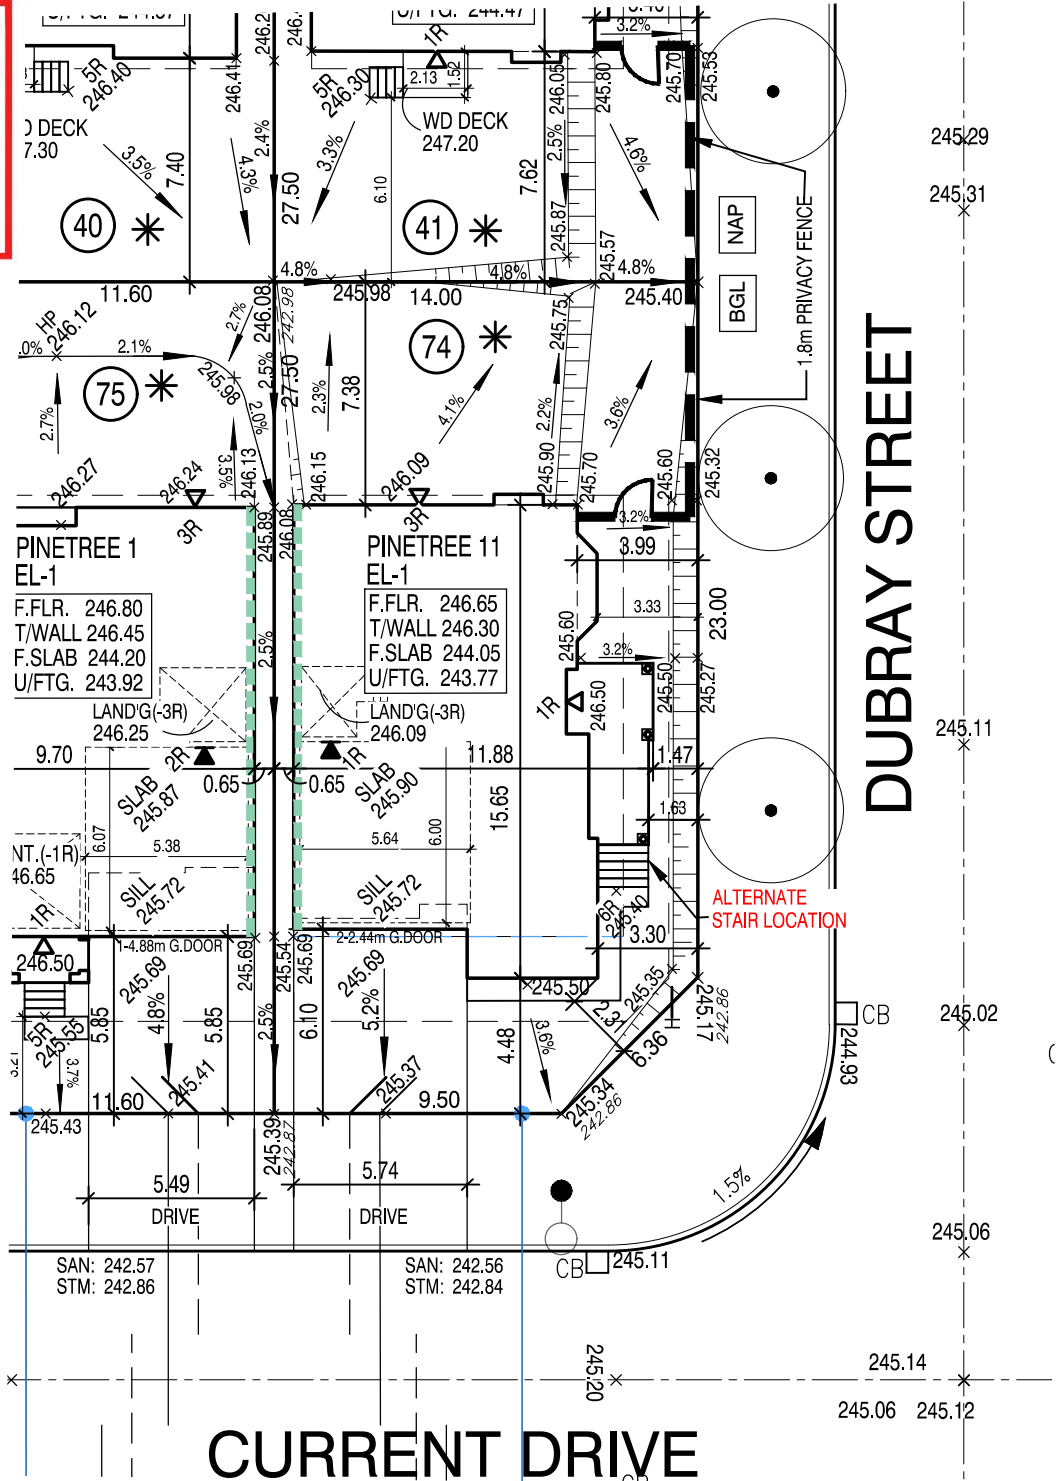 244.47
3.2%
1R
246.41
5R
246.40
5R
246.30
2.13
1.52
246.05
245.80
245.70
245.53
WD DECK
247.20
D DECK
7.30
3.5%
7.40
4.3%
2.4%
27.50
3.3%
6.10
7.62
2.5%
4.6%
245.29
245.31
40
41
245.87
245.57
NAP
BGL
1.8m PRIVACY FENCE
4.8%
4.8%
4.8%
11.60
245.98
14.00
245.40
HP
246.12
.0%
2.1%
2.7%
246.08
242.98
245.75
74
75
245.98
2.5%
27.50
2.0%
2.3%
7.38
4.1%
2.2%
3.6%
2.7%
3.5%
246.27
246.24
246.13
246.15
246.09
245.90
245.70
245.60
245.32
3R
3R
245.89
246.08
3.2%
3.99
DUBRAY STREET
PINETREE 1
EL-1
F.FLR. 246.80
T/WALL 246.45
F.SLAB 244.20
U/FTG. 243.92
PINETREE 11
EL-1
F.FLR. 246.65
T/WALL 246.30
F.SLAB 244.05
U/FTG. 243.77
2.5%
245.60
3.33
23.00
3.2%
245.50
245.27
1R
246.50
LAND'G(-3R)
246.25
LAND'G(-3R)
246.09
245.11
9.70
2R
0.65
0.65
1R
11.88
1.47
SLAB
245.87
SLAB
245.90
15.65
1.63
6.07
5.38
5.64
6.00
NT.(-1R)
46.65
SILL
245.72
SILL
245.72
1R
6R
245.40
ALTERNATE
STAIR LOCATION
3.30
1-4.88m G.DOOR
2-2.44m G.DOOR
246.50
245.69
245.69
245.54
245.69
245.69
245.50
245.35
245.17
242.86
5R
245.55
5.85
4.8%
5.85
2.5%
6.10
5.2%
4.48
3.6%
2.3
6.36
CB
245.02
244.93
3.7%
245.41
245.37
11.60
9.50
245.43
245.39
242.87
245.34
242.86
5.49
5.74
DRIVE
DRIVE
1.5%
245.06
SAN: 242.57
STM: 242.86
SAN: 242.56
STM: 242.84
CB
245.11
245.20
245.14
245.06
245.12
CURRENT DRIVE